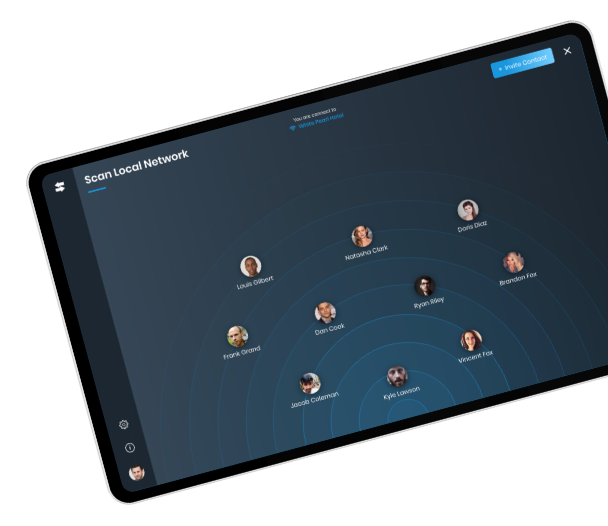 + Invite Contact
You are connect to
White Pearl Hotel
Scan Local Network
Doris Diaz
Natasha Clark
Louis Gilbert
Brandon Fox
Ryan Riley
Dan Cook
Frank Grand
Vincent Fox
Kyle Lawson
Jacob Coleman